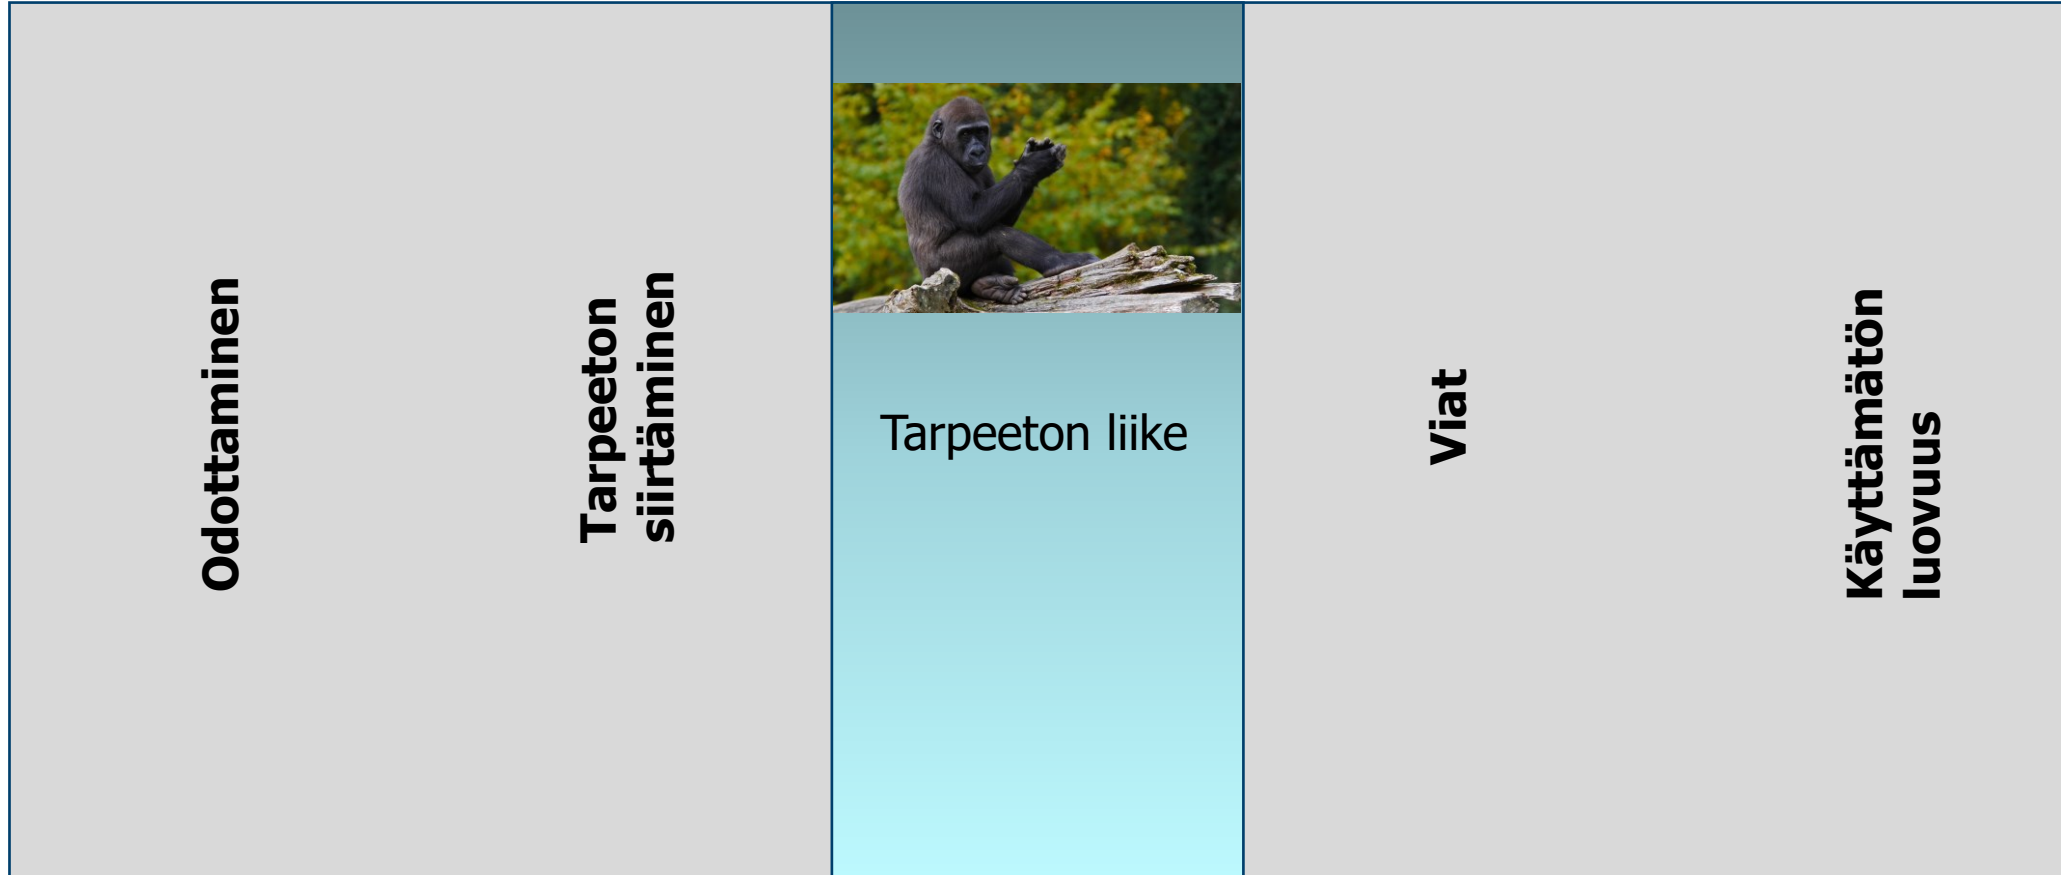 Odottaminen
Tarpeeton
siirtäminen
Tarpeeton liike
Viat
Käyttämätön
luovuus